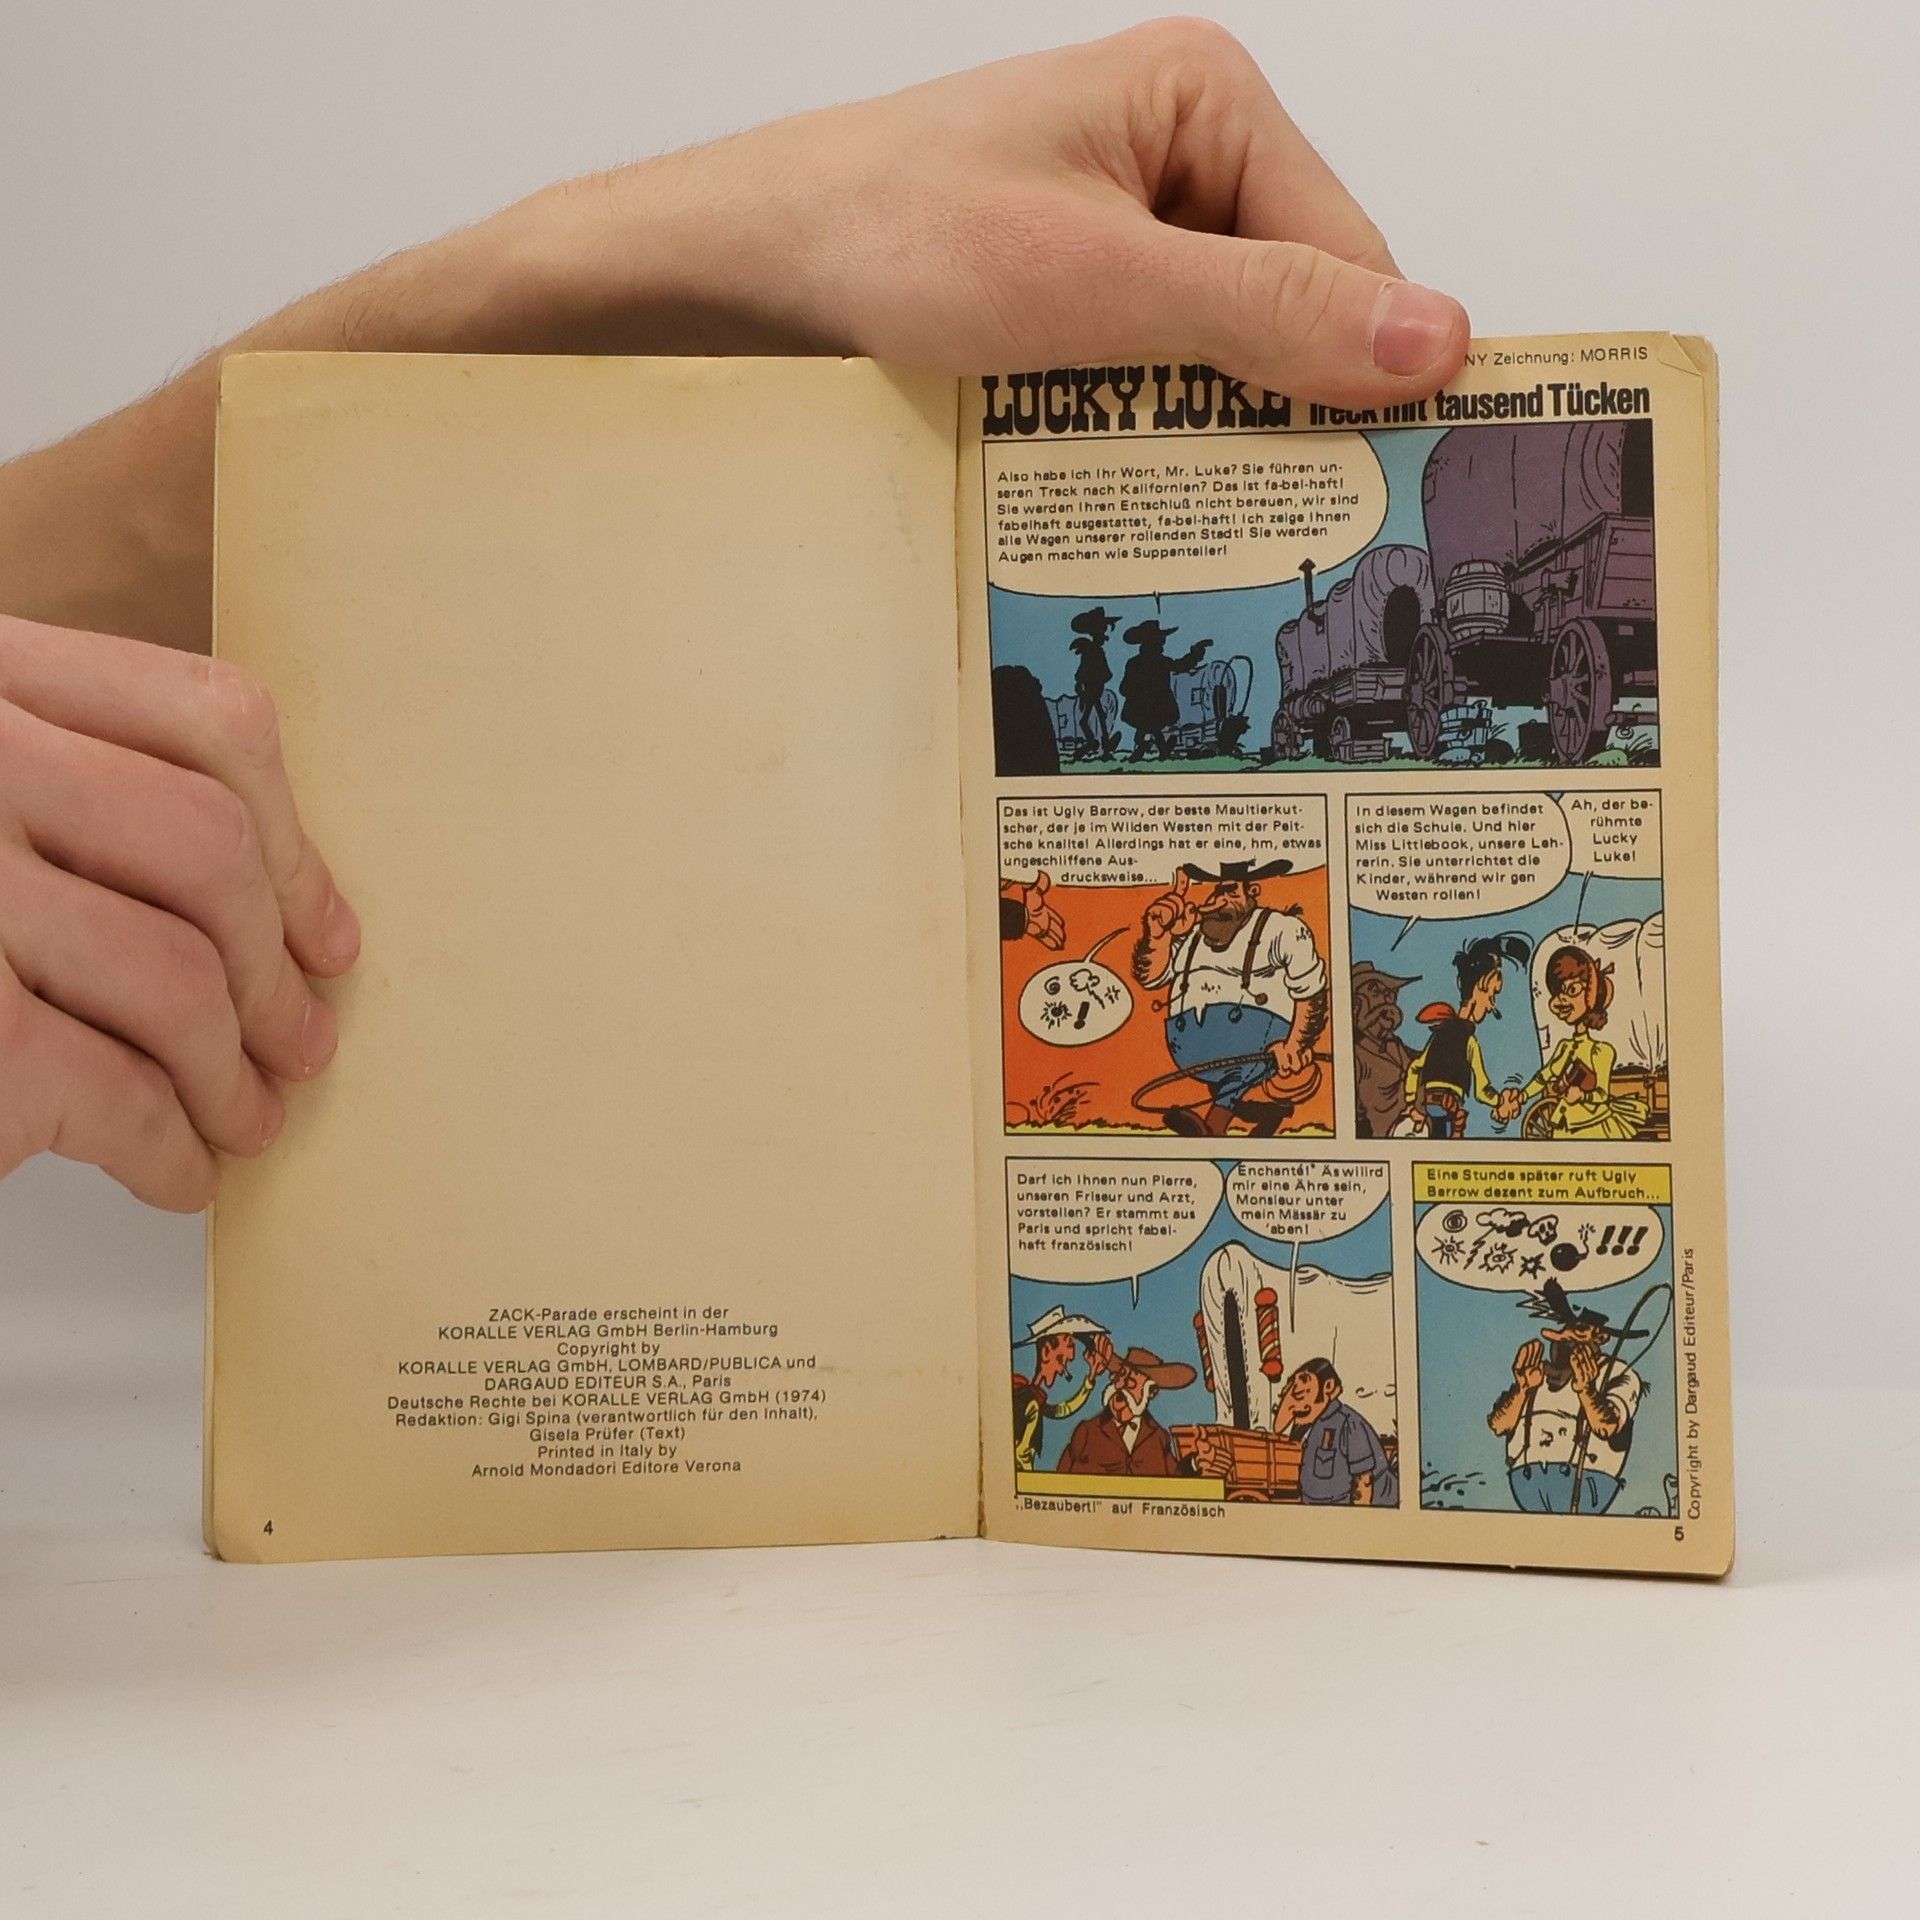 ZACK-Parade erscheint in der
KORALLE VERLAG GmbH Berlin-Hamburg
Copyright by
KORALLE VERLAG GmbH, LOMBARD/PUBLICA und
DARGAUD EDITEUR S.A., Paris
Deutsche Rechte bei KORALLE VERLAG GmbH (1974)
Redaktion: Gigi Spina (verantwortlich für den Inhalt),
Gisela Prüfer (Text)
Printed in Italy by
Arnold Mondadori Editore Verona
4
Zeichnung: MORRIS
LUCKY LUKE
Treck mit tausend Tücken
Also habe ich Ihr Wort, Mr. Luke? Sie führen un-
seren Treck nach Kalifornien? Das ist fa-bel-haft!
Sie werden Ihren Entschluß nicht bereuen, wir sind
fabelhaft ausgestattet, fa-bel-haft! Ich zeige Ihnen
alle Wagen unserer rollenden Stadt! Sie werden
Augen machen wie Suppenteller!
Das ist Ugly Barrow, der beste Maultierkut-
scher, der je im Wilden Westen mit der Peit-
sche knallte! Allerdings hat er eine, hm, etwas
ungeschliffene Aus-
drucksweise...
!
In diesem Wagen befindet
sich die Schule. Und hier
Miss Littlebook, unsere Leh-
rerin. Sie unterrichtet die
Kinder, während wir gen
Westen rollen!
Ah, der be-
rühmte
Lucky
Luke!
Darf ich Ihnen nun Pierre,
unseren Friseur und Arzt,
vorstellen? Er stammt aus
Paris und spricht fabel-
haft französisch!
Enchanté!* Äs willrd
mir eine Ähre sein,
Monsieur unter
mein Mässär zu
'aben!
Eine Stunde später ruft Ugly
Barrow dezent zum Aufbruch...
!!!
„Bezaubert!" auf Französisch
Copyright by Dargaud Editeur/Paris
5